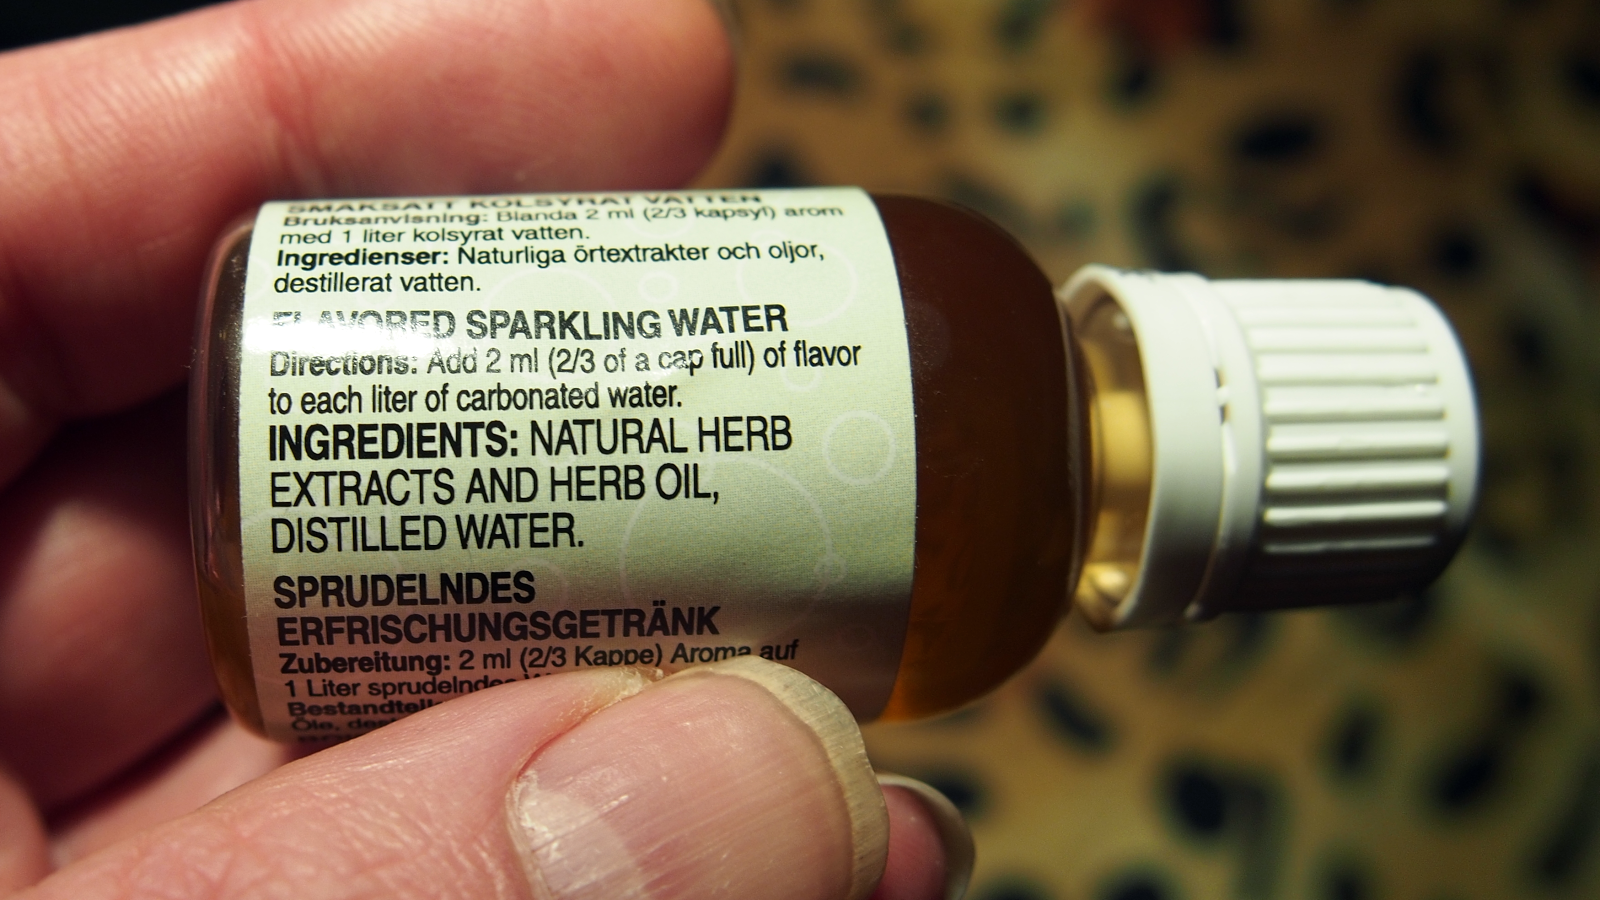 SMAKSATT KOLSYRAT VATTEN
Bruksanvisning: Blanda 2 ml (2/3 kapsyl) arom
med 1 liter kolsyrat vatten.
Ingredienser: Naturliga örtextrakter och oljor,
destillerat vatten.
FLAVORED SPARKLING WATER
Directions: Add 2 ml (2/3 of a cap full) of flavor
to each liter of carbonated water.
INGREDIENTS: NATURAL HERB
EXTRACTS AND HERB OIL,
DISTILLED WATER.
SPRUDELNDES
ERFRISCHUNGSGETRÄNK
Zubereitung: 2 ml (2/3 Kappe) Aroma auf
1 Liter sprudelndes
Öle,